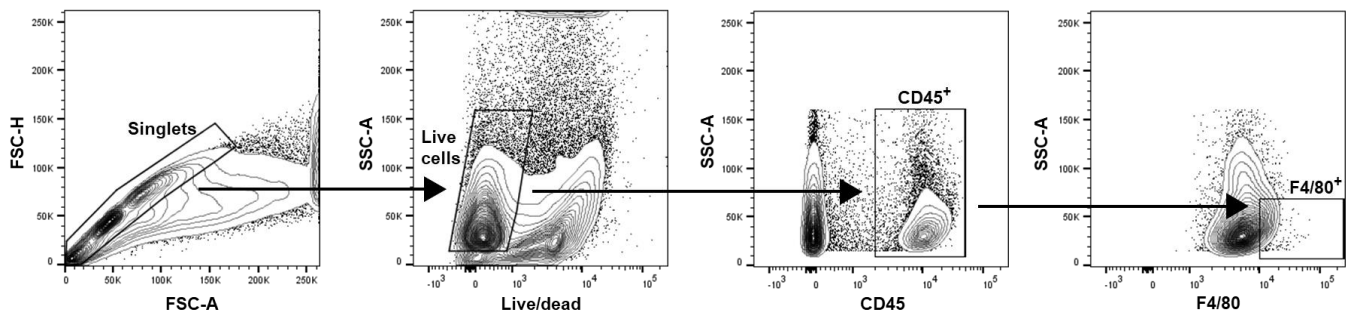 FSC-H
250K
200K
150K
100K
50K
0
Singlets
0 50K 100K 150K 200K 250K
FSC-A
SSC-A
250K
200K
150K
100K
50K
0
Live
cells
-10³ 0 10³ 10⁴ 10⁵
Live/dead
SSC-A
250K
200K
150K
100K
50K
0
CD45⁺
-10³ 0 10³ 10⁴ 10⁵
CD45
SSC-A
250K
200K
150K
100K
50K
0
F4/80⁺
-10³ 0 10³ 10⁴ 10⁵
F4/80